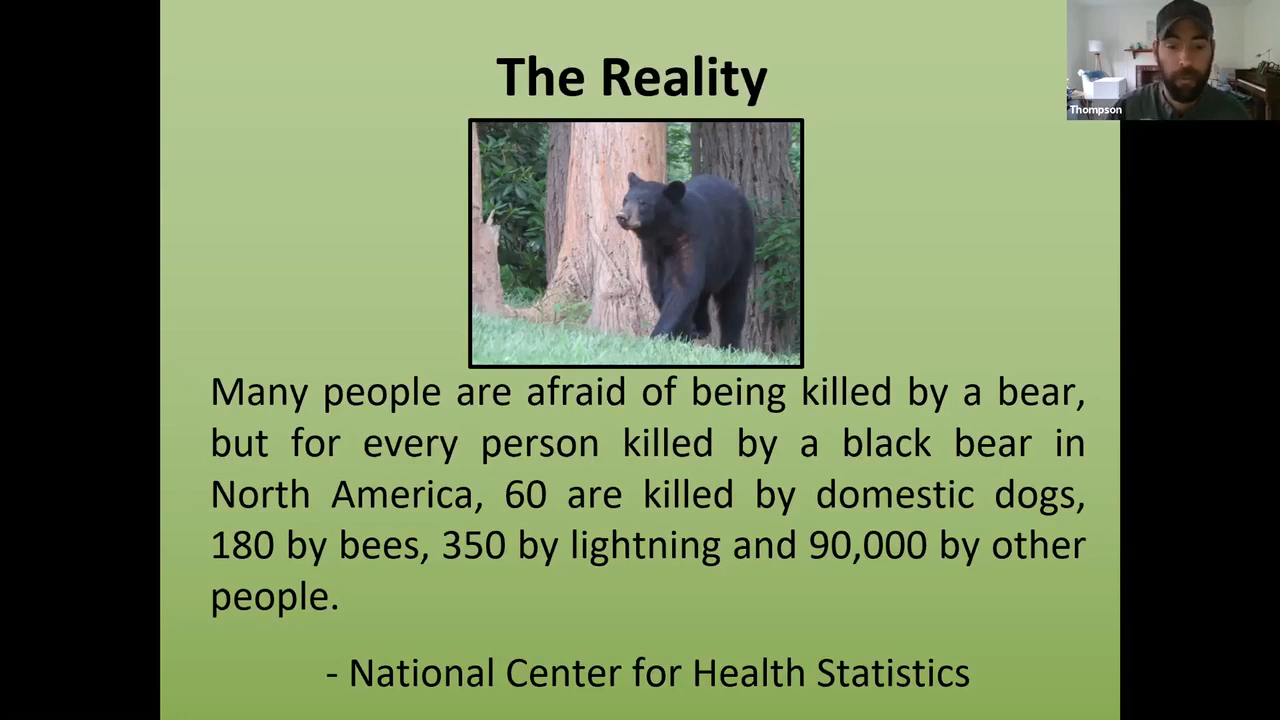 The Reality
Thompson
Many people are afraid of being killed by a bear,
but for every person killed by a black bear in
North America, 60 are killed by domestic dogs,
180 by bees, 350 by lightning and 90,000 by other
people.
- National Center for Health Statistics